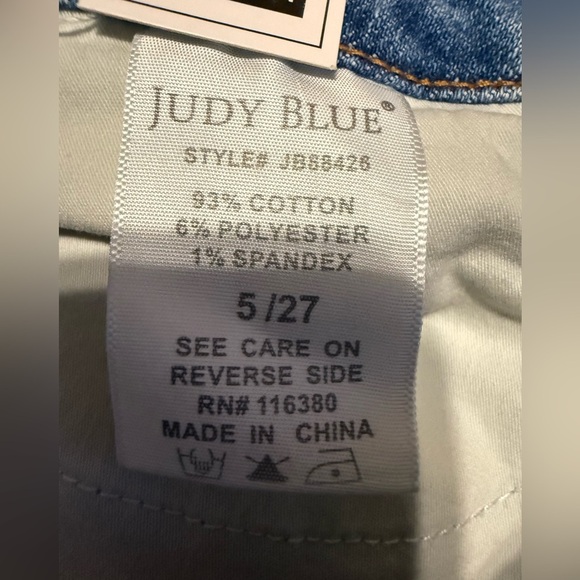 JUDY BLUE®
STYLE# JB88426
93% COTTON
6% POLYESTER
1% SPANDEX
5/27
SEE CARE ON
REVERSE SIDE
RN# 116380
MADE IN CHINA